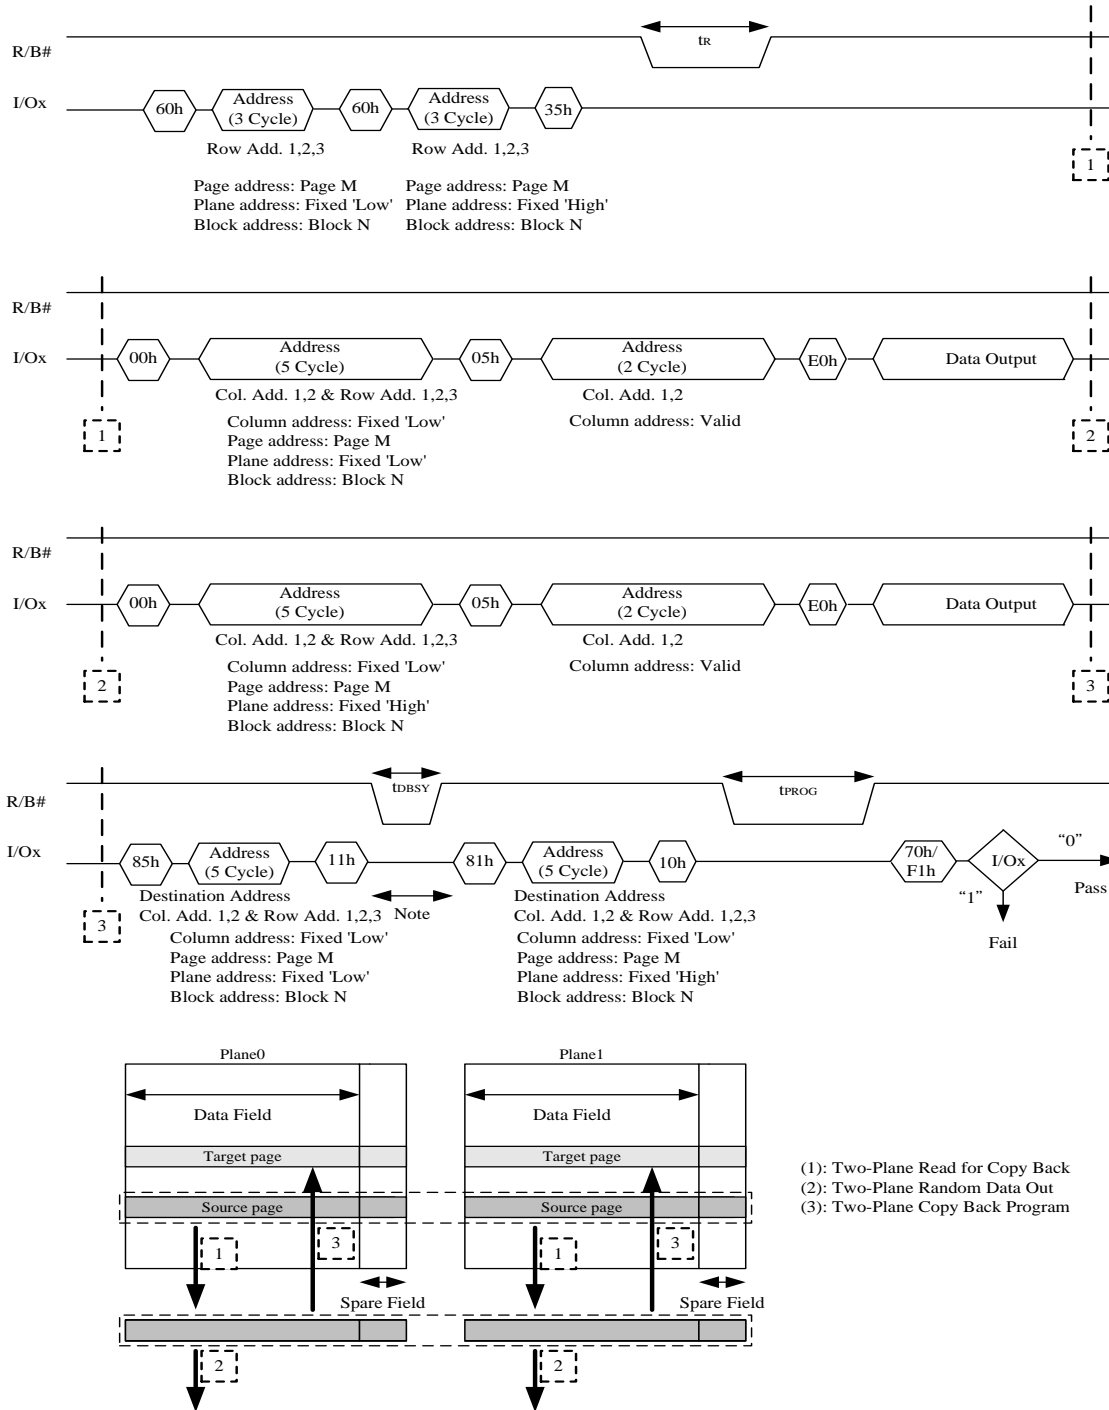 R/B#
tR
I/Ox
60h
Address
(3 Cycle)
60h
Address
(3 Cycle)
35h
Row Add. 1,2,3
Row Add. 1,2,3
1
Page address: Page M
Plane address: Fixed 'Low'
Block address: Block N
Page address: Page M
Plane address: Fixed 'High'
Block address: Block N
R/B#
I/Ox
00h
Address
(5 Cycle)
05h
Address
(2 Cycle)
E0h
Data Output
Col. Add. 1,2 & Row Add. 1,2,3
Col. Add. 1,2
Column address: Fixed 'Low'
Page address: Page M
Plane address: Fixed 'Low'
Block address: Block N
Column address: Valid
1
2
R/B#
I/Ox
00h
Address
(5 Cycle)
05h
Address
(2 Cycle)
E0h
Data Output
Col. Add. 1,2 & Row Add. 1,2,3
Col. Add. 1,2
Column address: Fixed 'Low'
Page address: Page M
Plane address: Fixed 'High'
Block address: Block N
Column address: Valid
2
3
R/B#
tDBSY
tPROG
I/Ox
85h
Address
(5 Cycle)
11h
81h
Address
(5 Cycle)
10h
70h/
F1h
I/Ox
“0”
Pass
“1”
Fail
Note
Destination Address
Col. Add. 1,2 & Row Add. 1,2,3
Column address: Fixed 'Low'
Page address: Page M
Plane address: Fixed 'Low'
Block address: Block N
Destination Address
Col. Add. 1,2 & Row Add. 1,2,3
Column address: Fixed 'Low'
Page address: Page M
Plane address: Fixed 'High'
Block address: Block N
3
Plane0
Plane1
Data Field
Data Field
Target page
Target page
Source page
Source page
1
3
1
3
Spare Field
Spare Field
2
2
(1): Two-Plane Read for Copy Back
(2): Two-Plane Random Data Out
(3): Two-Plane Copy Back Program